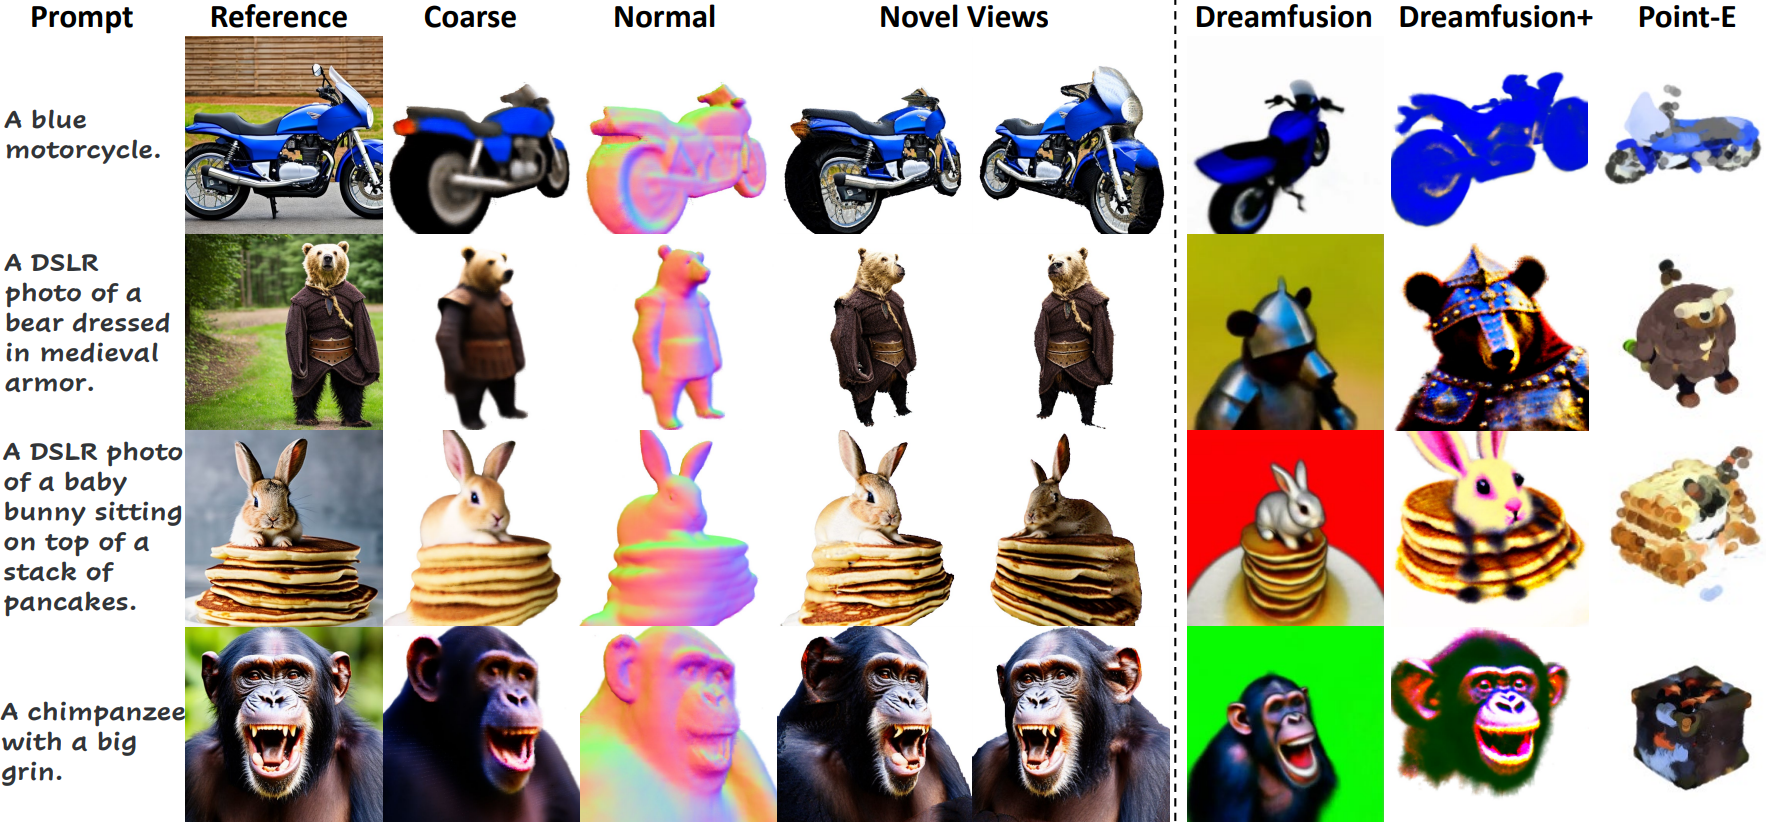 Prompt Reference Coarse Normal Novel Views Dreamfusion Dreamfusion+ Point-E
A blue
motorcycle.
A DSLR
photo of a
bear dressed
in medieval
armor.
A DSLR photo
of a baby
bunny sitting
on top of a
stack of
pancakes.
A chimpanzee
with a big
grin.